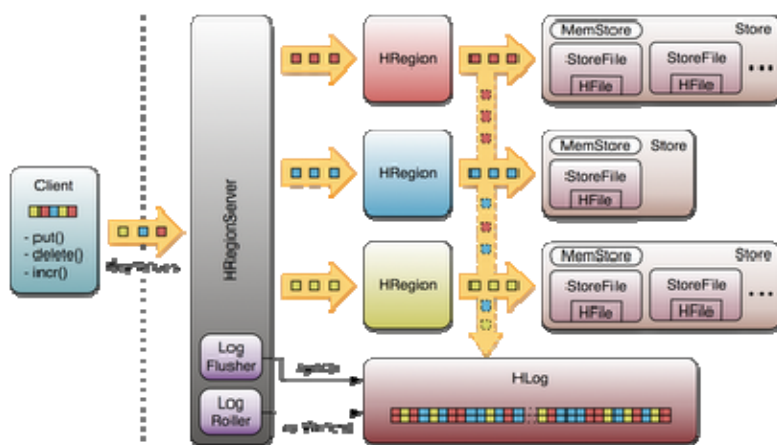 Client
- put()
- delete()
- incr()
HRegionServer
Log
Flusher
Log
Roller
HRegion
HRegion
HRegion
MemStore
Store
StoreFile
HFile
StoreFile
HFile
...
MemStore
Store
StoreFile
HFile
MemStore
Store
StoreFile
HFile
StoreFile
HFile
...
HLog